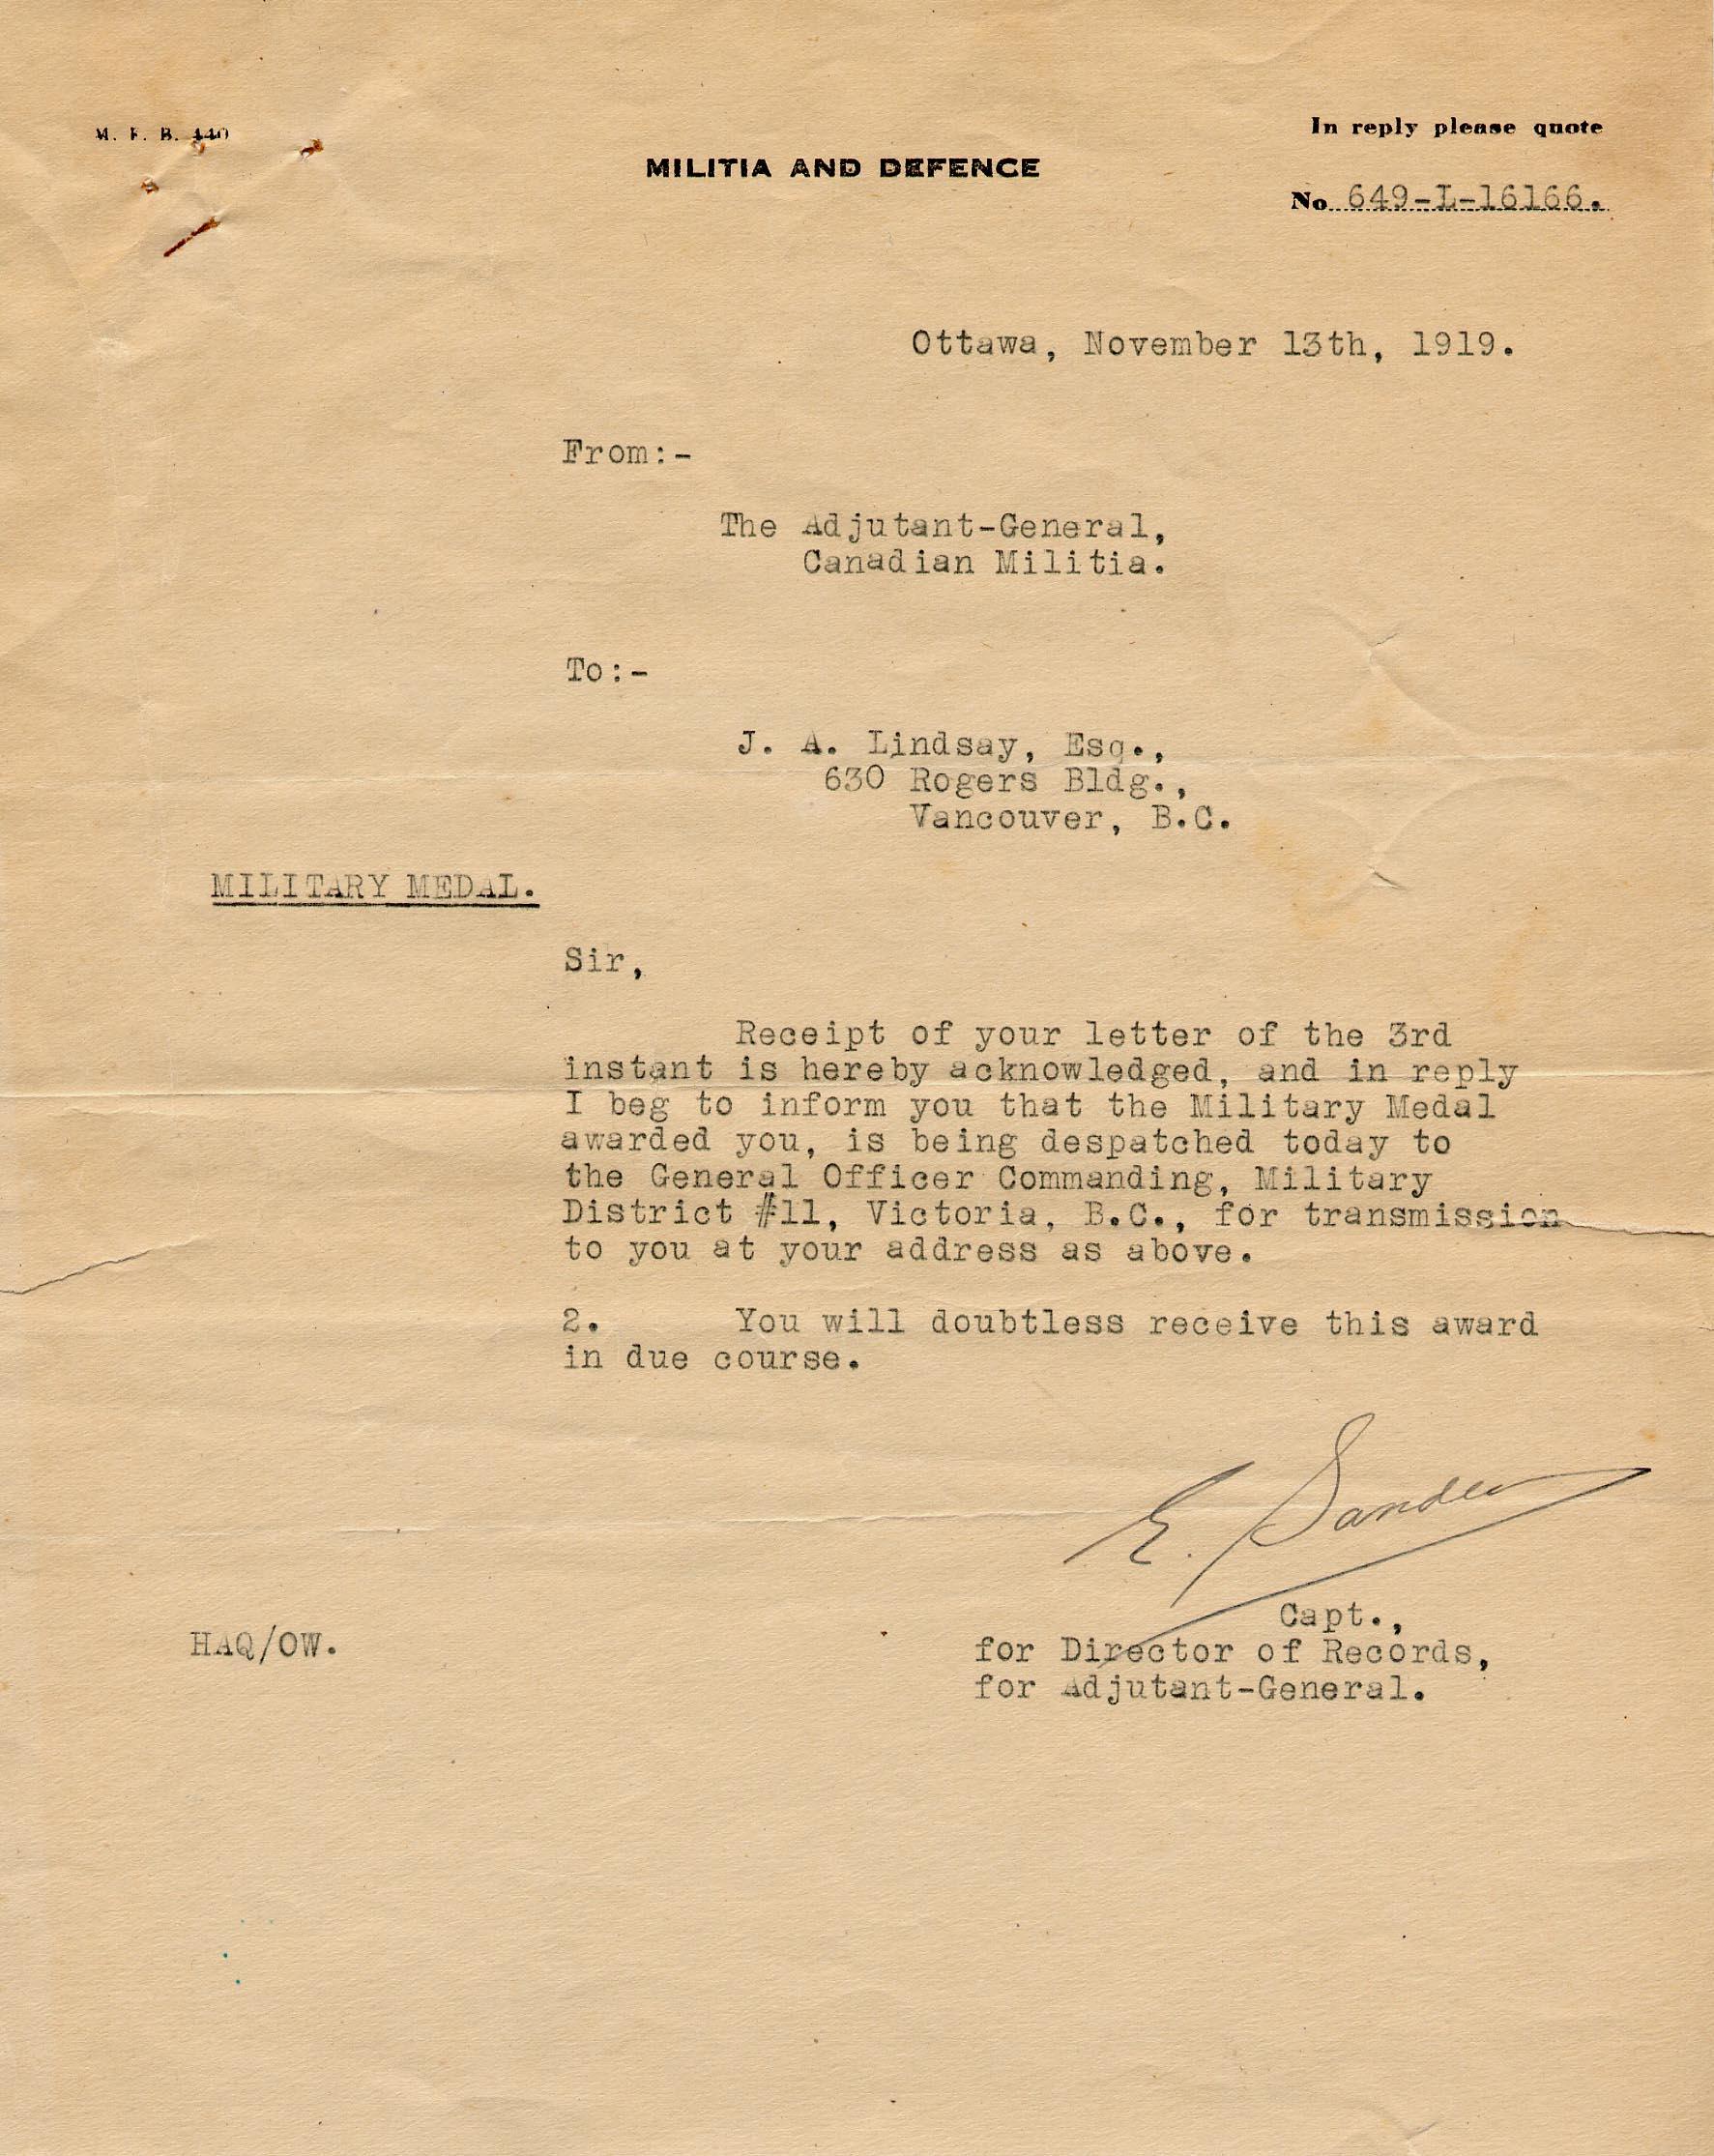 M. F. B. 440
In reply please quote
MILITIA AND DEFENCE
No 649-L-16166.
Ottawa, November 13th, 1919.
From:-
The Adjutant-General,
Canadian Militia.
To:-
J. A. Lindsay, Esq.,
630 Rogers Bldg.,
Vancouver, B.C.
MILITARY MEDAL.
Sir,
Receipt of your letter of the 3rd
instant is hereby acknowledged, and in reply
I beg to inform you that the Military Medal
awarded you, is being despatched today to
the General Officer Commanding, Military
District #11, Victoria, B.C., for transmission
to you at your address as above.
2. You will doubtless receive this award
in due course.
E.
Capt.,
HAQ/OW.
for Director of Records,
for Adjutant-General.